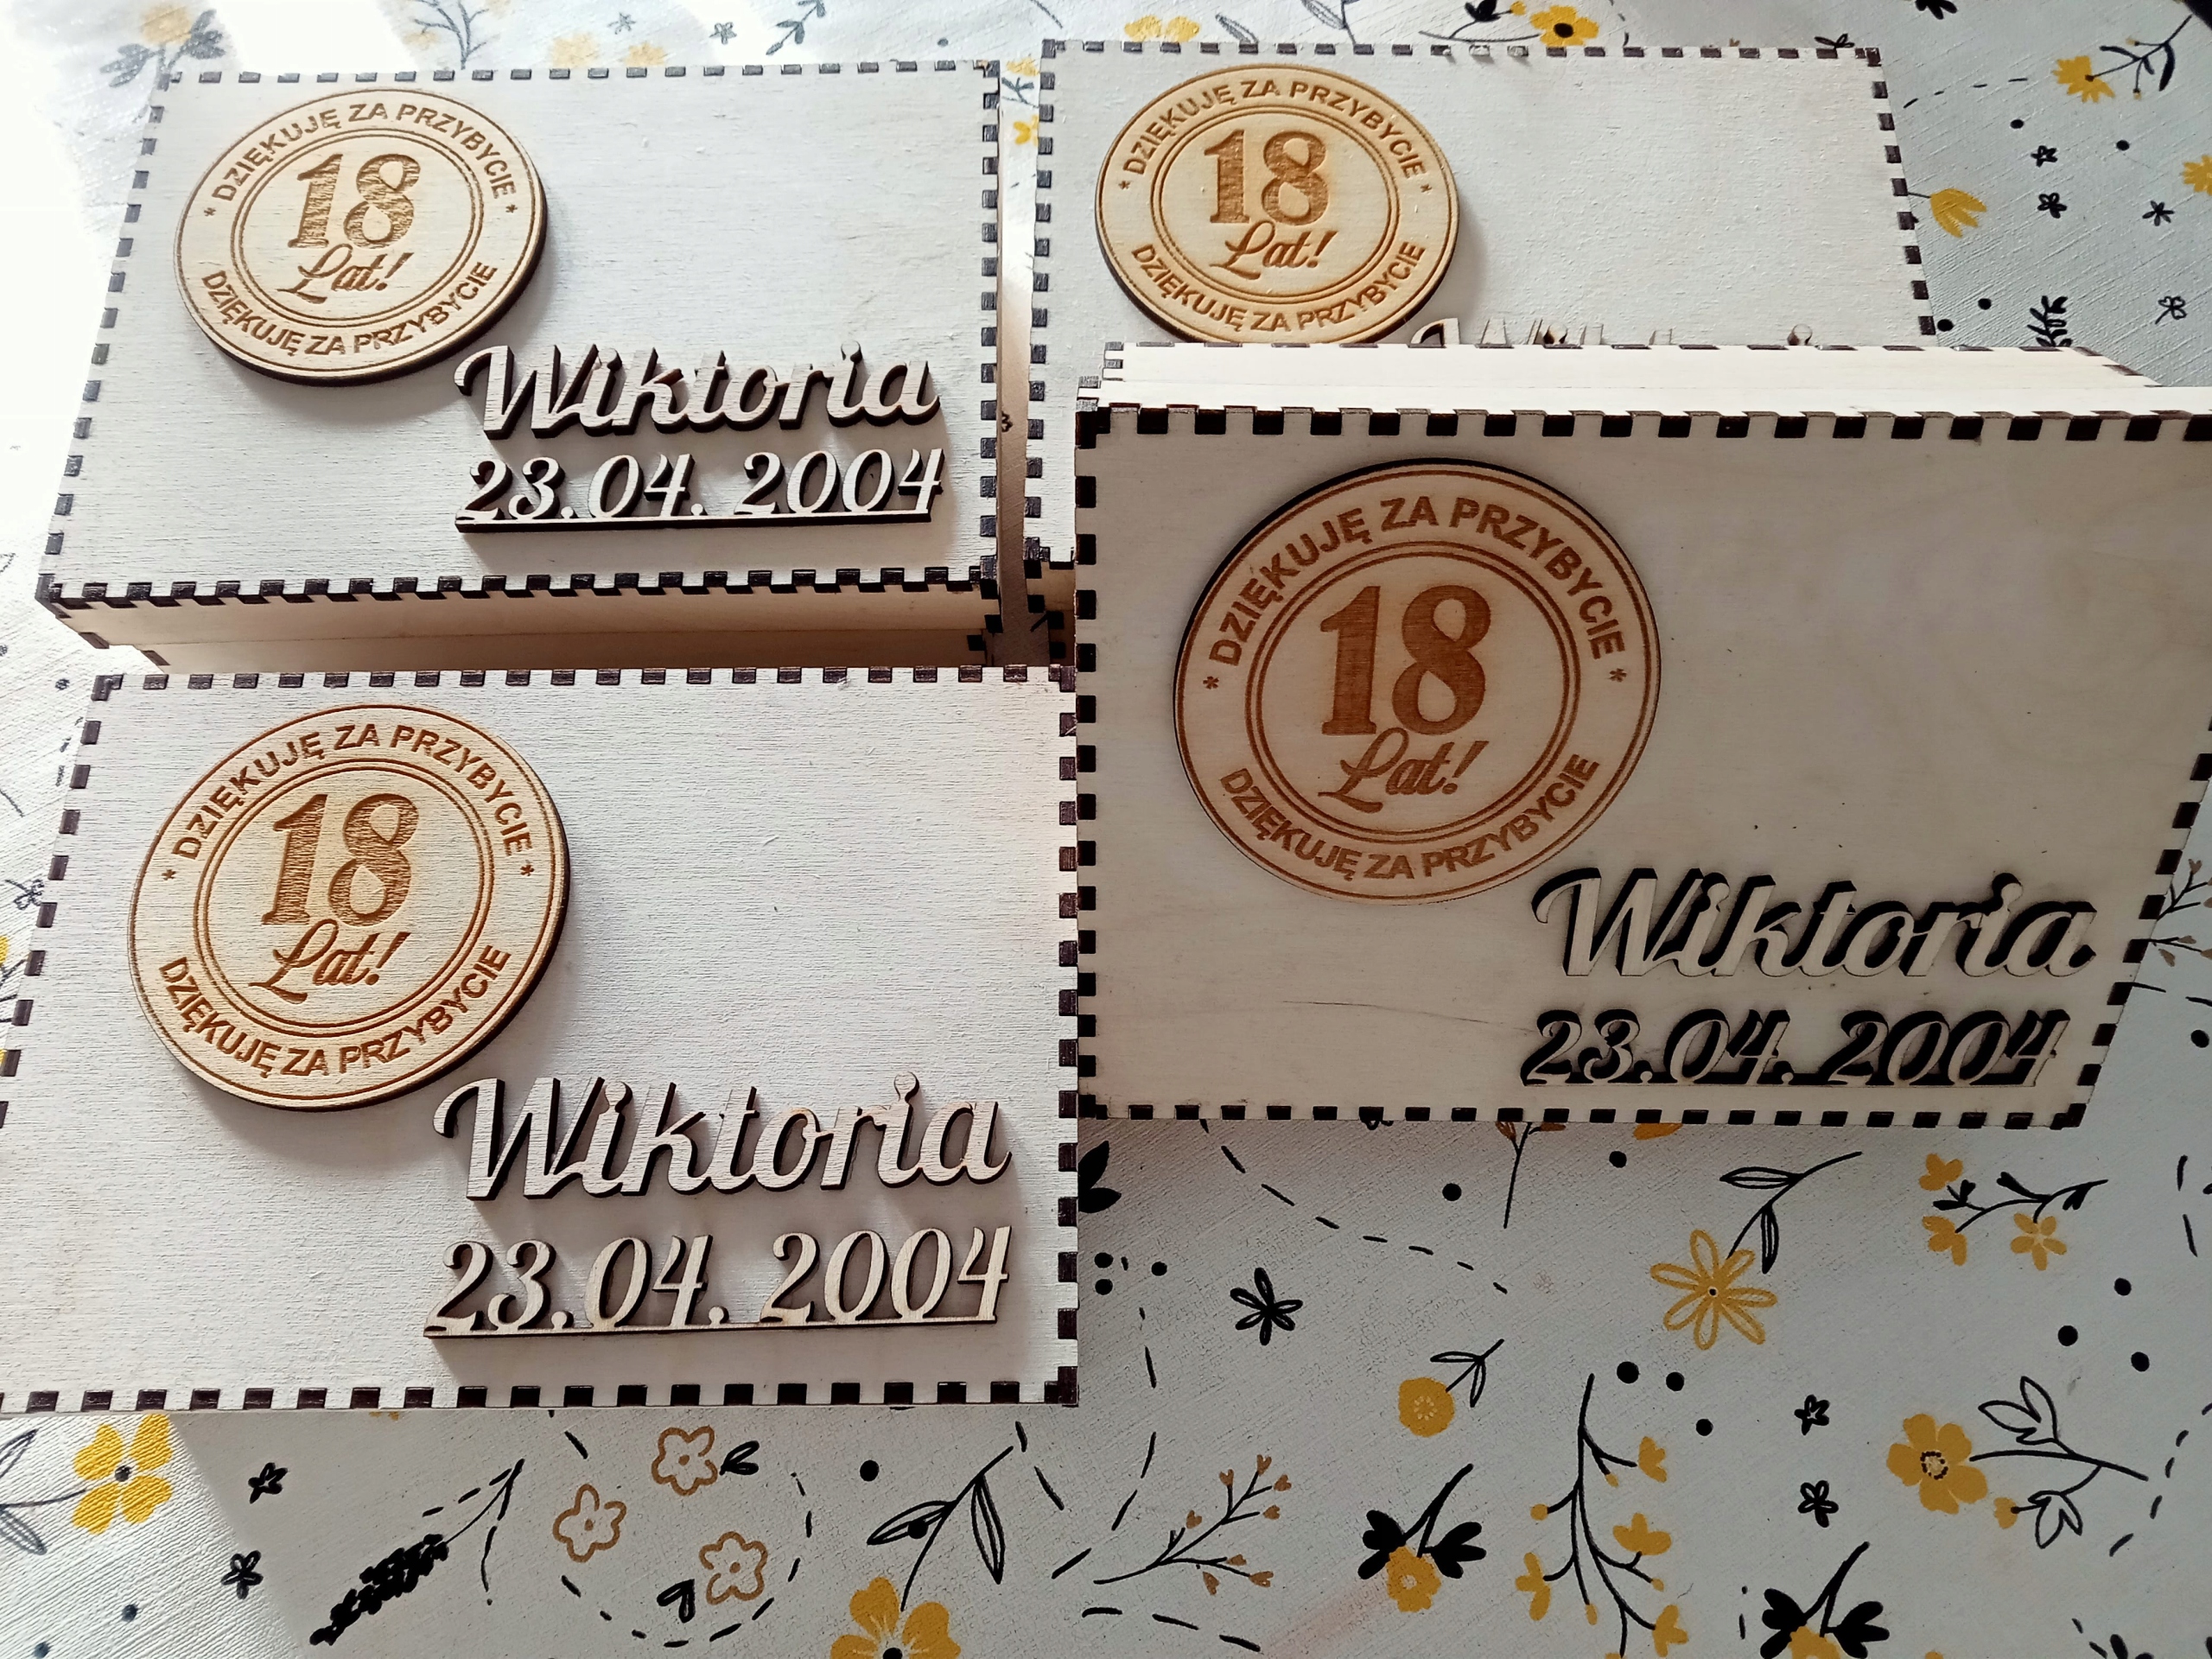 * DZIĘKUJĘ ZA PRZYBYCIE *
18
Lat!
DZIĘKUJĘ ZA PRZYBYCIE
Wiktoria
23.04. 2004
* DZIĘKUJĘ ZA PRZYBYCIE *
18
Lat!
DZIĘKUJĘ ZA PRZYBYCIE
* DZIĘKUJĘ ZA PRZYBYCIE *
18
Lat!
DZIĘKUJĘ ZA PRZYBYCIE
Wiktoria
23.04. 2004
* DZIĘKUJĘ ZA PRZYBYCIE *
18
Lat!
DZIĘKUJĘ ZA PRZYBYCIE
Wiktoria
23.04. 2004